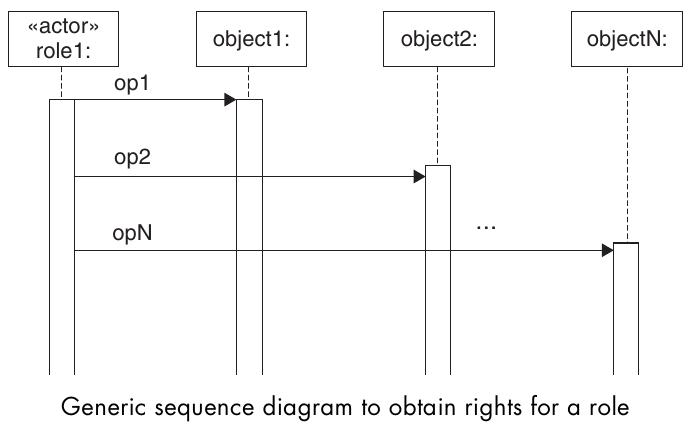 «actor»
role1:
object1:
object2:
objectN:
op1
op2
...
opN
Generic sequence diagram to obtain rights for a role